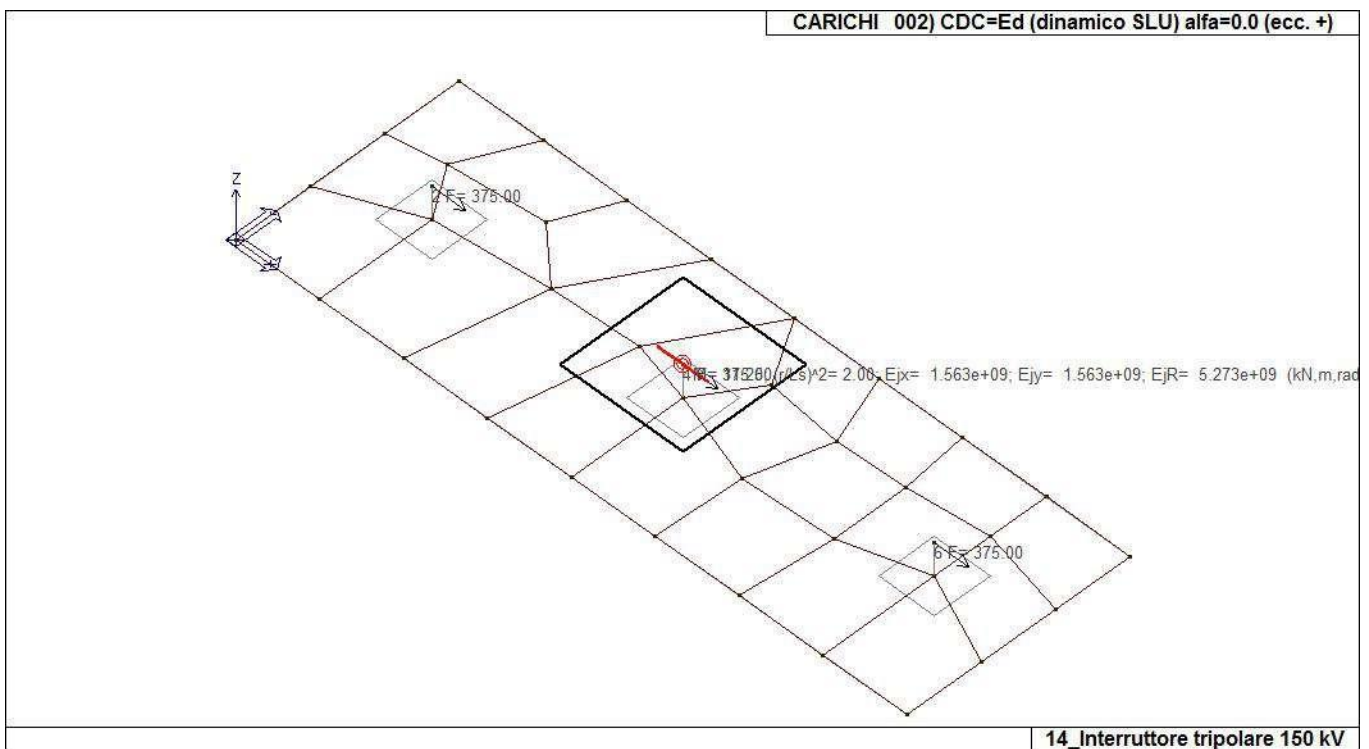 CARICHI 002) CDC=Ed (dinamico SLU) alfa=0.0 (ecc. +)
Z
2 F= 375.00
(r/Ls)^2= 2.00; Ejx= 1.563e+09; Ejy= 1.563e+09; EjR= 5.273e+09 (kN,m,rad
6 F= 375.00
14_Interruttore tripolare 150 kV